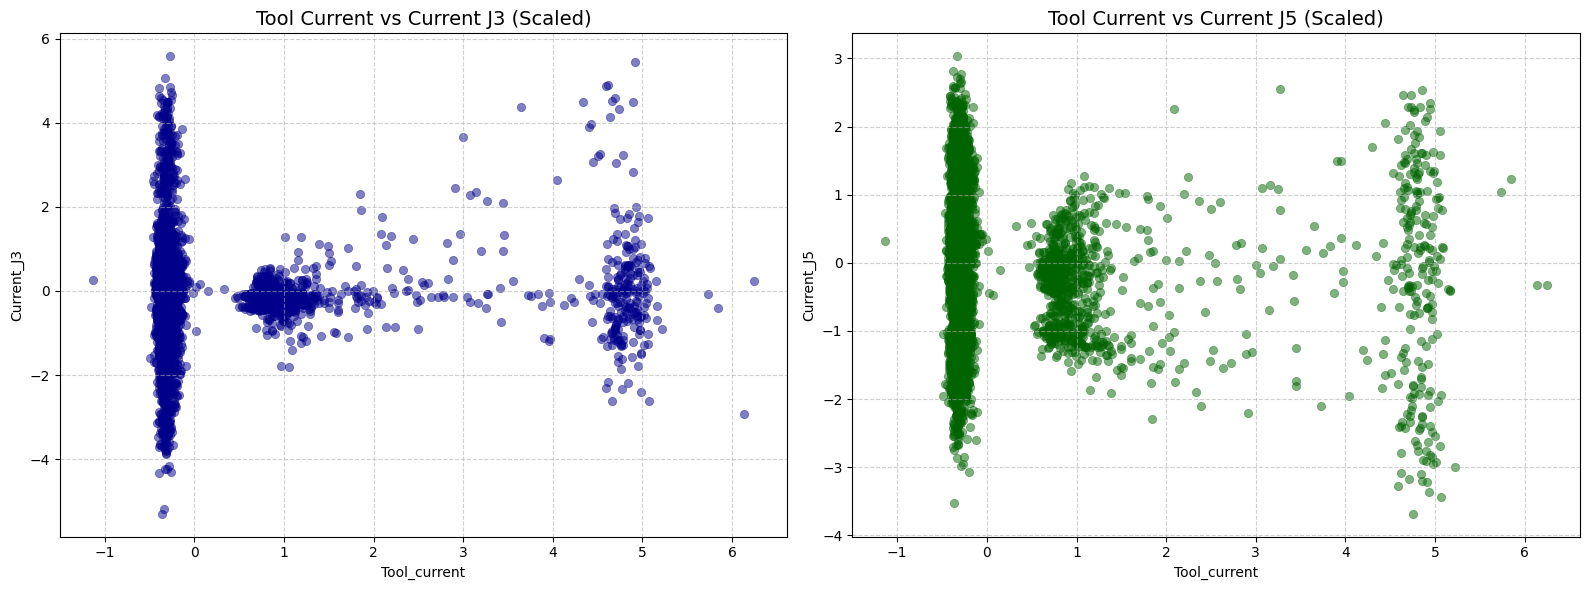 Tool Current vs Current J3 (Scaled)
6
4
2
0
−2
−4
Current_J3
−1 0 1 2 3 4 5 6
Tool_current
Tool Current vs Current J5 (Scaled)
3
2
1
0
−1
−2
−3
−4
Current_J5
−1 0 1 2 3 4 5 6
Tool_current